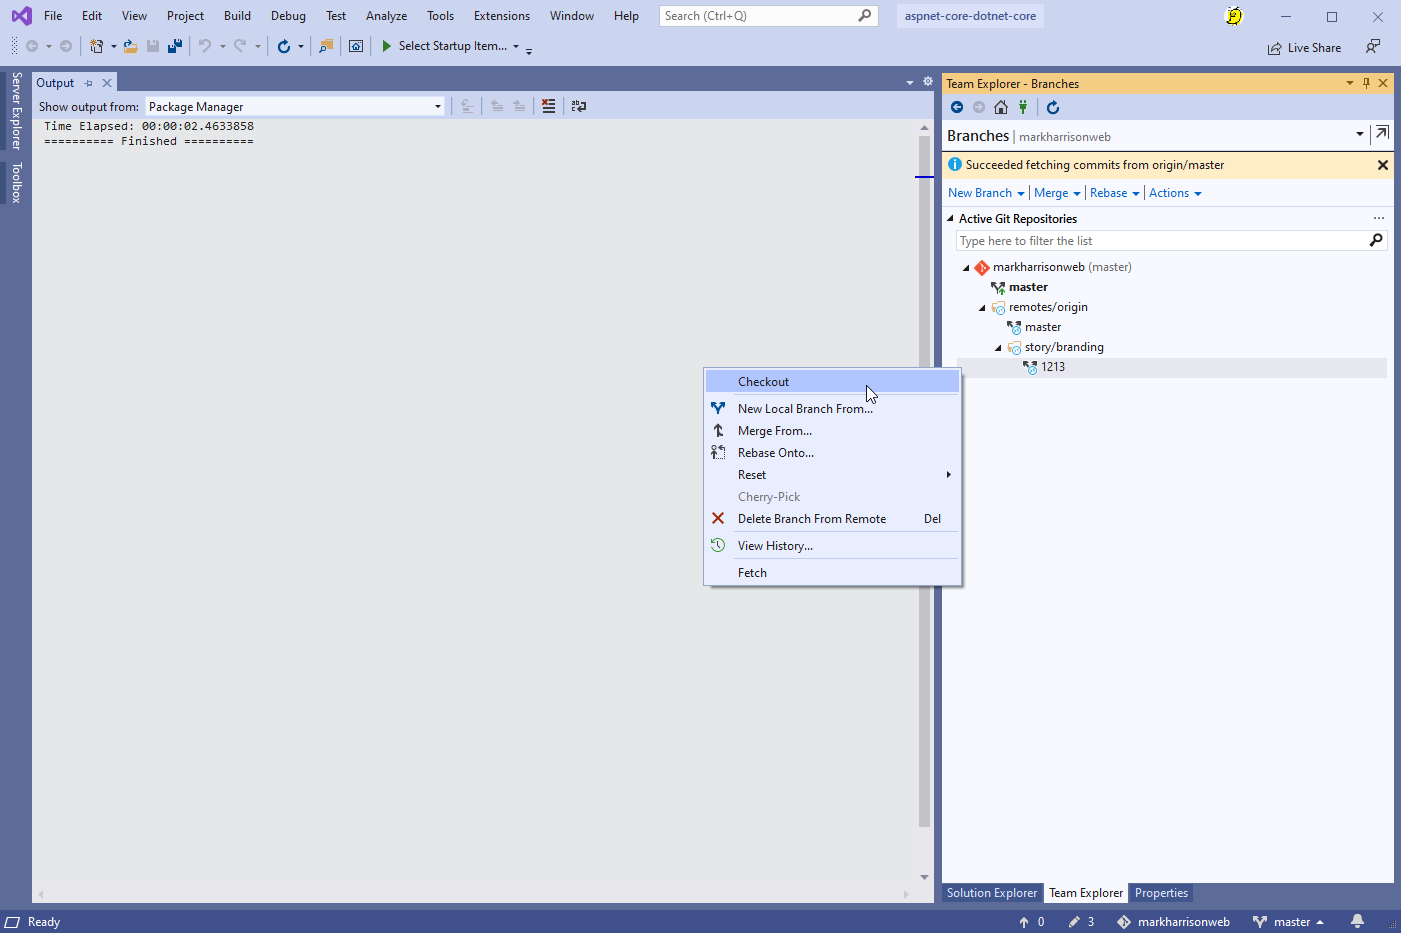 File Edit View Project Build Debug Test Analyze Tools Extensions Window Help Search (Ctrl+Q) aspnet-core-dotnet-core
Select Startup Item... Live Share
Server Explorer
Toolbox
Output
Show output from: Package Manager
Time Elapsed: 00:00:02.4633858
========== Finished ==========
Team Explorer - Branches
Branches | markharrisonweb
Succeeded fetching commits from origin/master
New Branch | Merge | Rebase | Actions
Active Git Repositories
Type here to filter the list
markharrisonweb (master)
master
remotes/origin
master
story/branding
1213
Checkout
New Local Branch From...
Merge From...
Rebase Onto...
Reset
Cherry-Pick
Delete Branch From Remote Del
View History...
Fetch
Solution Explorer Team Explorer Properties
Ready 0 3 markharrisonweb master